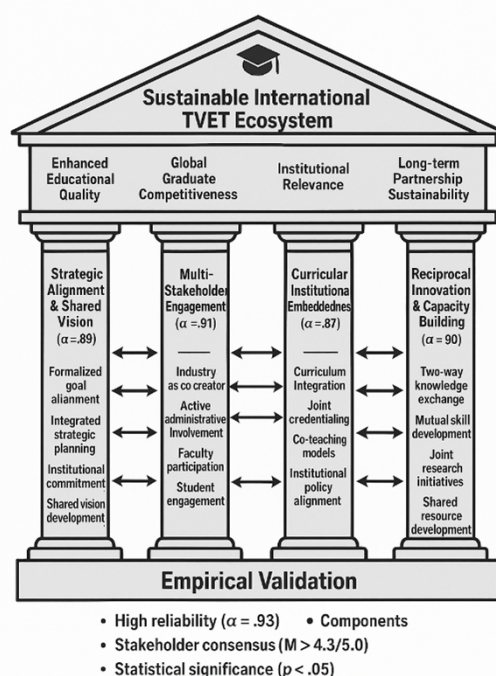 Sustainable International
TVET Ecosystem
Enhanced
Educational
Quality
Global
Graduate
Competitiveness
Institutional
Relevance
Long-term
Partnership
Sustainability
Strategic
Alignment
& Shared
Vision
(α=.89)
Formalized
goal
alianment
Integrated
strategic
planning
Institutional
commitment
Shared vision
development
Multi-
Stakeholder
Engagement
(α=.91)
Industry
as co creator
Active
administrative
Involvement
Faculty
participation
Student
engagement
Curricular
Institutiona
Embeddednes
(α=.87)
Curriculum
Integration
Joint
credentialing
Co-teaching
models
Institutional
policy
alignment
Reciprocal
Innovation
& Capacity
Building
(α = 90)
Two-way
knowledge
exchange
Mutual skill
development
Joint
research
initiatives
Shared
resource
development
Empirical Validation
• High reliability (α = .93) • Components
• Stakeholder consensus (M > 4.3/5.0)
• Statistical significance (p < .05)